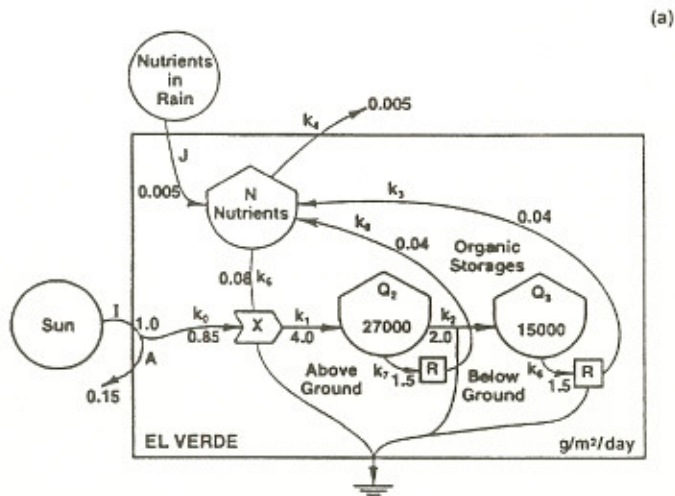 (a)
Nutrients
in
Rain
0.005
k4
J
N
Nutrients
0.005
k3
k8
0.04
0.04
Organic
Storages
0.08 k5
Q2
Q3
Sun
I
1.0
k0
X
k1
27000
k2
15000
0.85
4.0
2.0
A
k7
1.5
R
k6
1.5
R
Above
Ground
Below
Ground
0.15
EL VERDE
g/m²/day